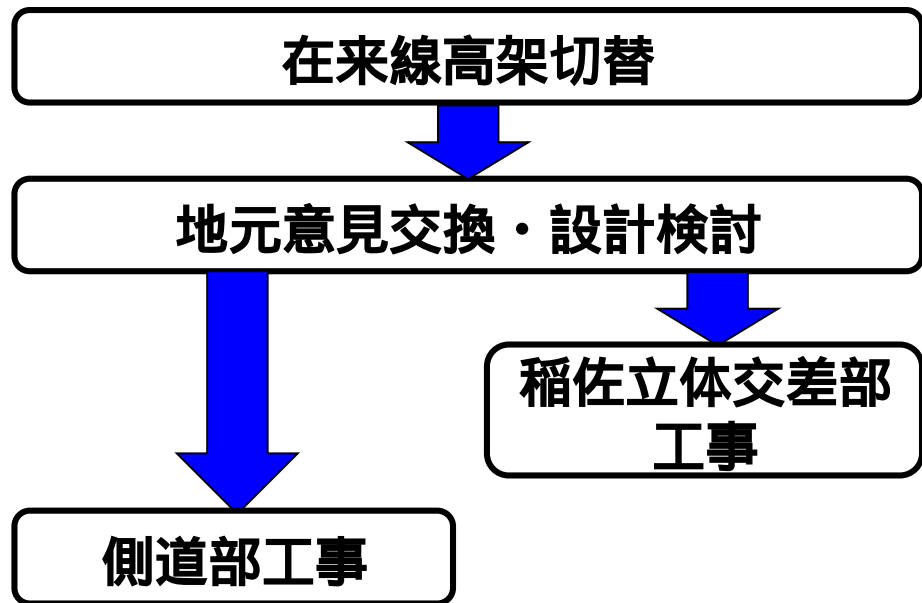 在来線高架切替
地元意見交換・設計検討
稲佐立体交差部
工事
側道部工事